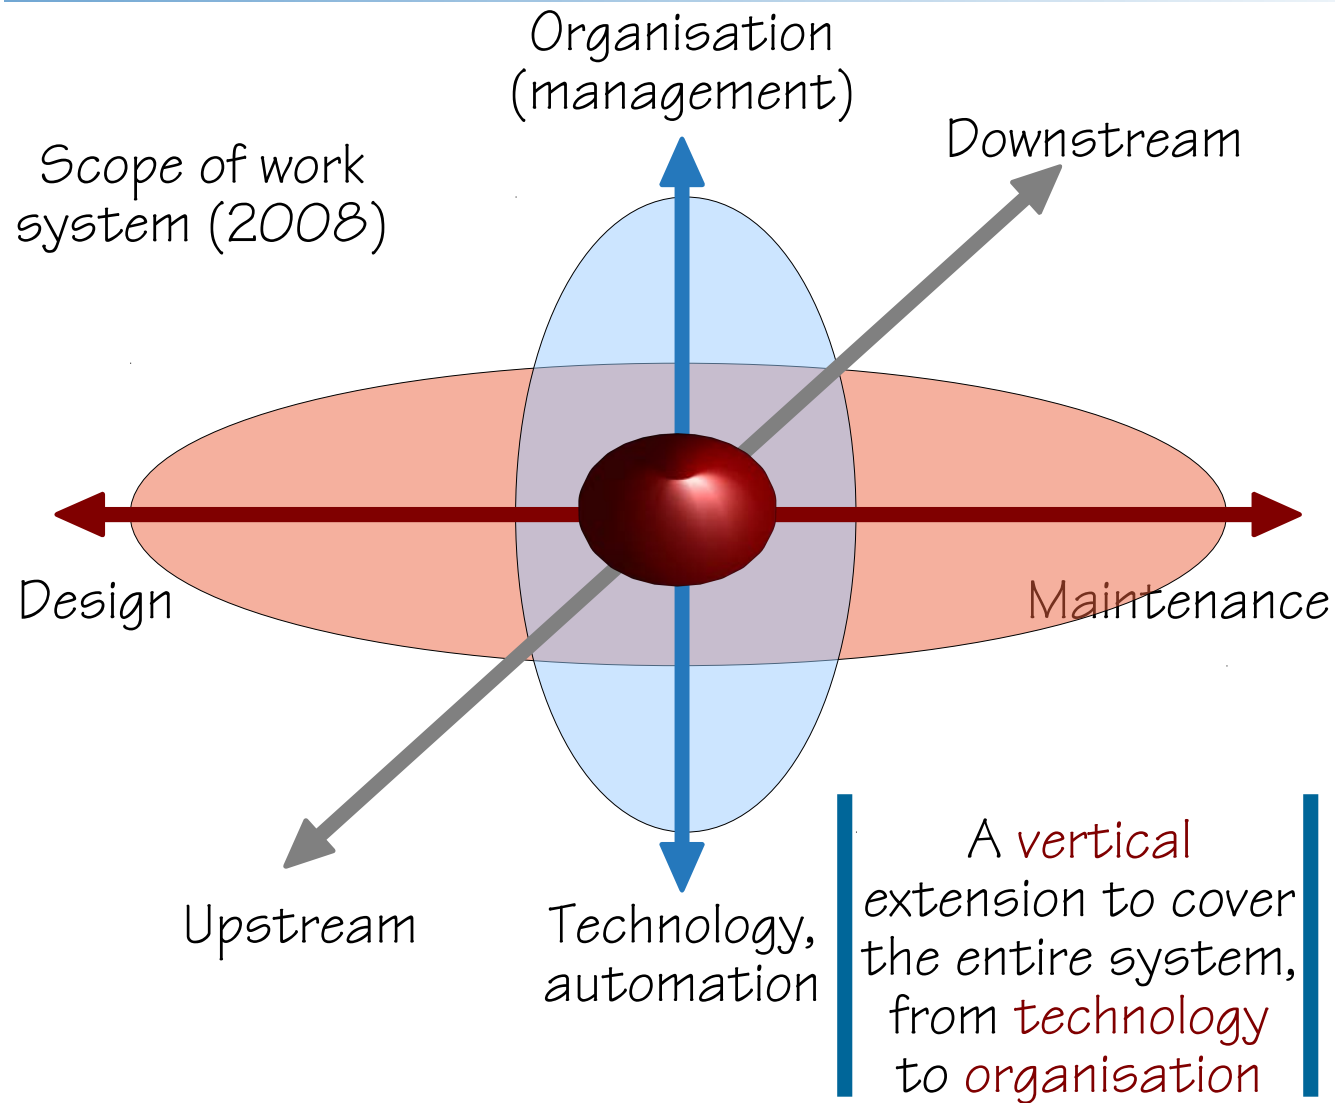 Organisation
(management)
Downstream
Scope of work
system (2008)
Design
Maintenance
Upstream
Technology,
automation
A vertical
extension to cover
the entire system,
from technology
to organisation